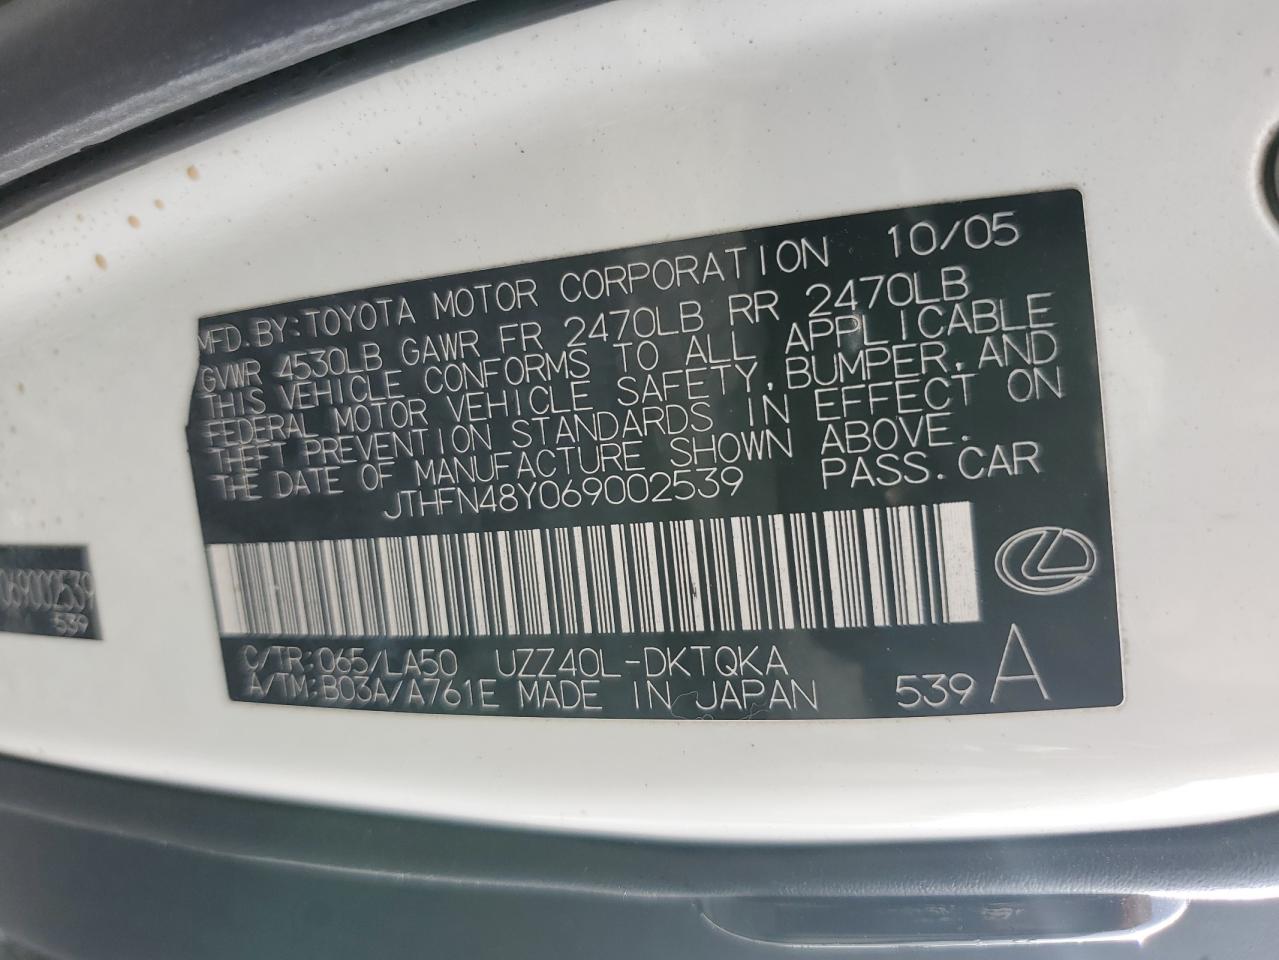 MFD. BY: TOYOTA MOTOR CORPORATION 10/05
GVWR 4530LB GAWR FR 2470LB RR 2470LB
THIS VEHICLE CONFORMS TO ALL APPLICABLE
FEDERAL MOTOR VEHICLE SAFETY, BUMPER, AND
THEFT PREVENTION STANDARDS IN EFFECT ON
THE DATE OF MANUFACTURE SHOWN ABOVE.
JTHFN48Y069002539 PASS. CAR
C/TR: 065/LA50 UZZ40L-DKTQKA
A/TM: B03A/A761E MADE IN JAPAN 539 A
069002539
539